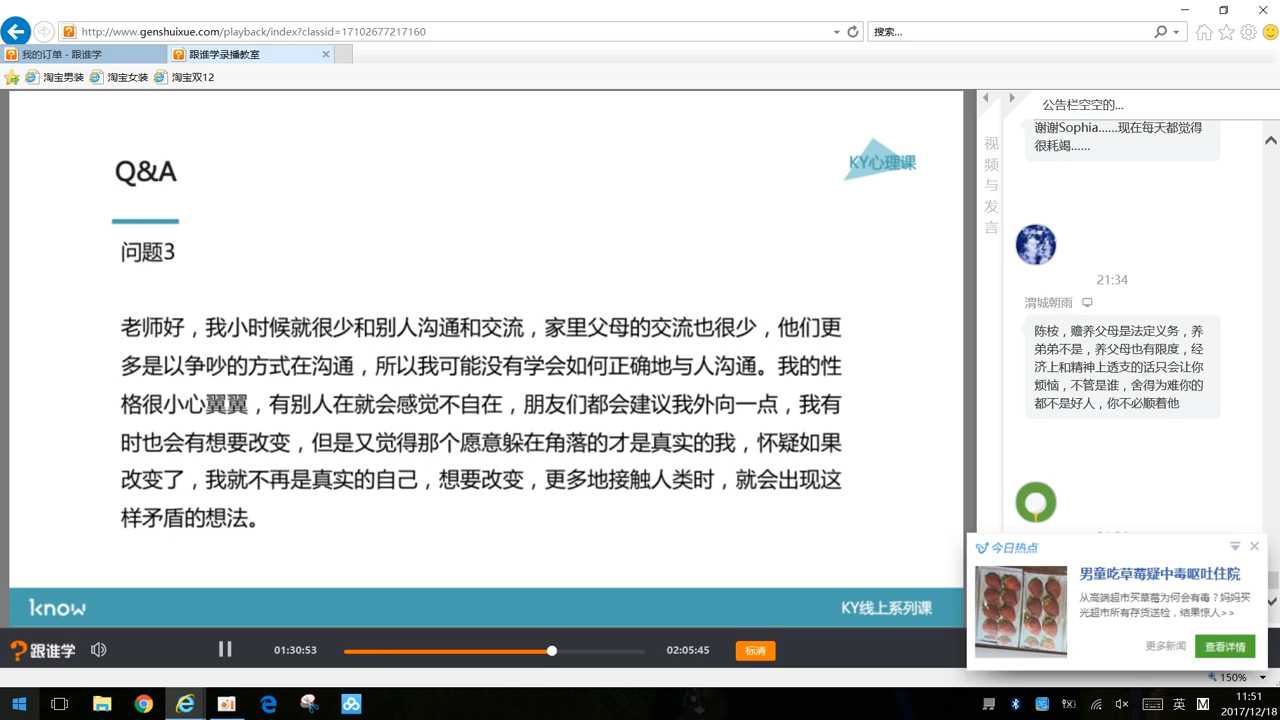 http://www.genshuixue.com/playback/index?classid=17102677217160
搜索...
我的订单 - 跟谁学
跟谁学录播教室
淘宝男装
淘宝女装
淘宝双12
Q&A
KY心理课
问题3
老师好，我小时候就很少和别人沟通和交流，家里父母的交流也很少，他们更
多是以争吵的方式在沟通，所以我可能没有学会如何正确地与人沟通。我的性
格很小心翼翼，有别人在就会感觉不自在，朋友们都会建议我外向一点，我有
时也会有想要改变，但是又觉得那个愿意躲在角落的才是真实的我，怀疑如果
改变了，我就不再是真实的自己，想要改变，更多地接触人类时，就会出现这
样矛盾的想法。
know
KY线上系列课
跟谁学
01:30:53
02:05:45
标清
视频与发言
公告栏空空的...
谢谢Sophia......现在每天都觉得
很耗竭......
21:34
渭城朝雨
陈桉，赡养父母是法定义务，养
弟弟不是，养父母也有限度，经
济上和精神上透支的话只会让你
烦恼，不管是谁，舍得为难你的
都不是好人，你不必顺着他
今日热点
男童吃草莓疑中毒呕吐住院
从高端超市买草莓为何会有毒？妈妈买
光超市所有存货送检，结果惊人>>
更多新闻
查看详情
150%
英
M
11:51
2017/12/18